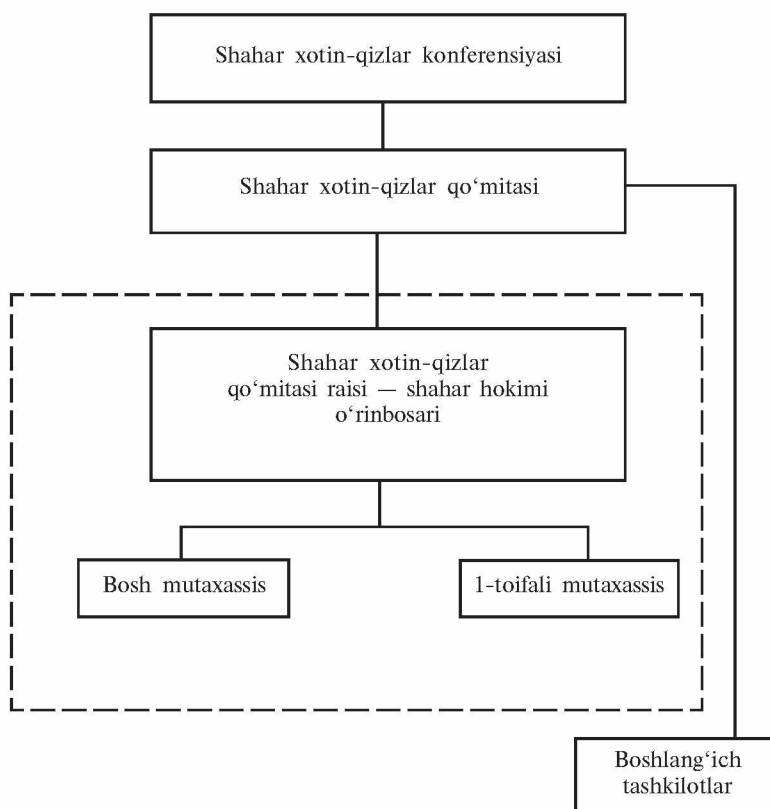 Shahar xotin-qizlar konferensiyasi
Shahar xotin-qizlar qo‘mitasi
Shahar xotin-qizlar
qo‘mitasi raisi — shahar hokimi
o‘rinbosari
Bosh mutaxassis
1-toifali mutaxassis
Boshlang‘ich
tashkilotlar